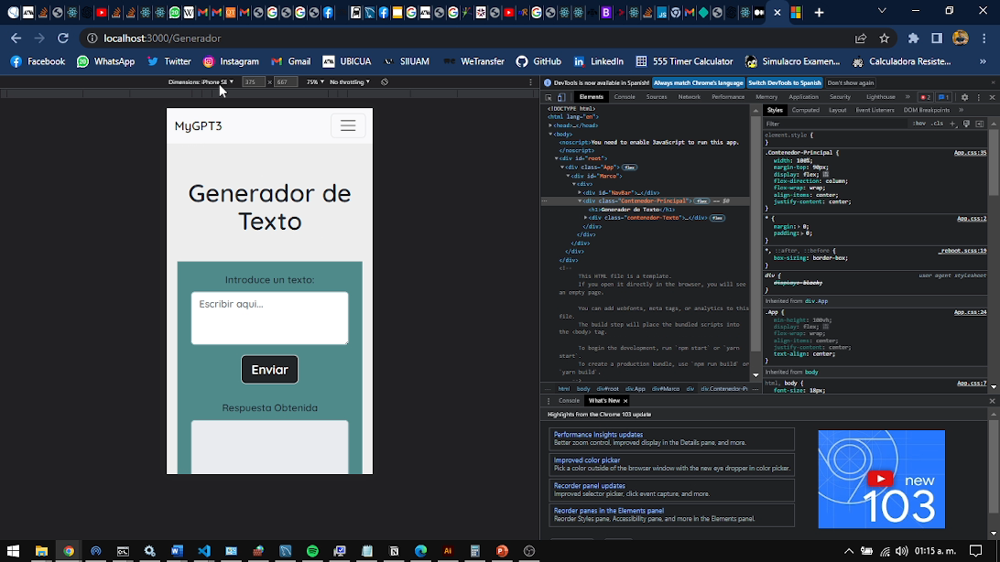 localhost:3000/Generador
Facebook
WhatsApp
Twitter
Instagram
Gmail
UBICUA
SIIUAM
WeTransfer
GitHub
LinkedIn
555 Timer Calculator
Simulacro Examen...
Calculadora Resiste...
Dimensions: iPhone SE 375 × 667 75% No throttling
MyGPT3
Generador de
Texto
Introduce un texto:
Escribir aqui...
Enviar
Respuesta Obtenida
DevTools is now available in Spanish! Always match Chrome's language Switch DevTools to Spanish Don't show again
Elements Console Sources Network Performance Memory Application Security Lighthouse 2 1
<!DOCTYPE html>
<html lang="en">
<head>…</head>
<body>
<noscript>You need to enable JavaScript to run this app.
</noscript>
<div id="root">
<div class="App"> flex
<div id="Marco">
<div>
<div id="NavBar">…</div>
<div class="Contenedor-Principal"> flex == $0
<h1>Generador de Texto</h1>
<div class="contenedor-Texto">…</div> flex
</div>
</div>
</div>
</div>
</div>
<!--
This HTML file is a template.
If you open it directly in the browser, you will see
an empty page.
You can add webfonts, meta tags, or analytics to this
file.
The build step will place the bundled scripts into
the <body> tag.
To begin the development, run `npm start` or `yarn
start`.
To create a production bundle, use `npm run build` or
`yarn build`.
html body div#root div.App div#Marco div div.Contenedor-Pr
Styles Computed Layout Event Listeners DOM Breakpoints
Filter :hov .cls
element.style {
}
.Contenedor-Principal { App.css:35
width: 100%;
margin-top: 90px;
display: flex;
flex-direction: column;
flex-wrap: wrap;
align-items: center;
justify-content: center;
}
* { App.css:2
margin: 0;
padding: 0;
}
*, ::after, ::before { _reboot.scss:19
box-sizing: border-box;
}
div { user agent stylesheet
display: block;
}
Inherited from div.App
.App { App.css:24
min-height: 100vh;
display: flex;
flex-wrap: wrap;
align-items: center;
justify-content: center;
text-align: center;
}
Inherited from body
html, body { App.css:7
font-size: 18px;
Console What's New
Highlights from the Chrome 103 update
Performance Insights updates
Better zoom control, improved display in the Details pane, and more.
Improved color picker
Pick a color outside of the browser window with the new eye dropper in color picker.
Recorder panel updates
Improved selector picker, click event capture, and more.
Reorder panes in the Elements panel
Reorder Styles pane, Accessibility pane, and more in the Elements panel.
new
103
01:15 a. m.